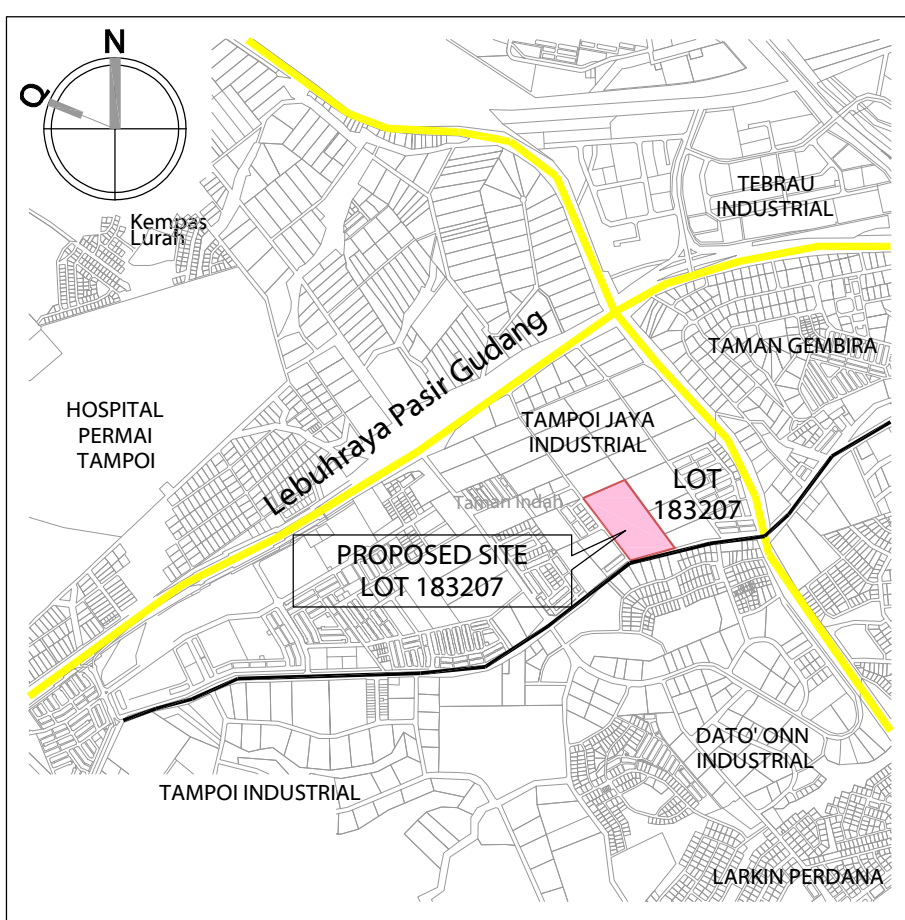 N
Q
TEBRAU
INDUSTRIAL
Kempas
Lurah
Lebuhraya Pasir Gudang
TAMAN GEMBIRA
HOSPITAL
PERMAI
TAMPOI
TAMPOI JAYA
INDUSTRIAL
LOT
183207
Taman Indah
PROPOSED SITE
LOT 183207
DATO' ONN
INDUSTRIAL
TAMPOI INDUSTRIAL
LARKIN PERDANA